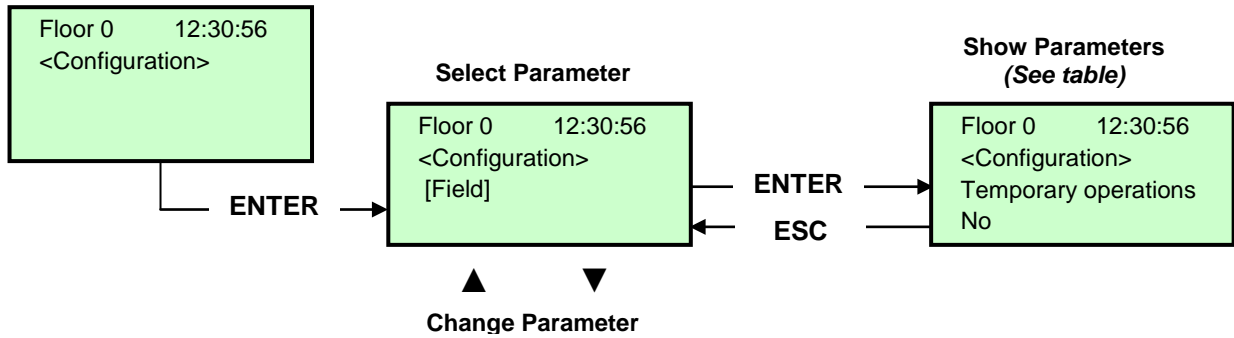 Floor 0 12:30:56
<Configuration>
ENTER
Select Parameter
Floor 0 12:30:56
<Configuration>
[Field]
▲ ▼
Change Parameter
ENTER
ESC
Show Parameters
(See table)
Floor 0 12:30:56
<Configuration>
Temporary operations
No